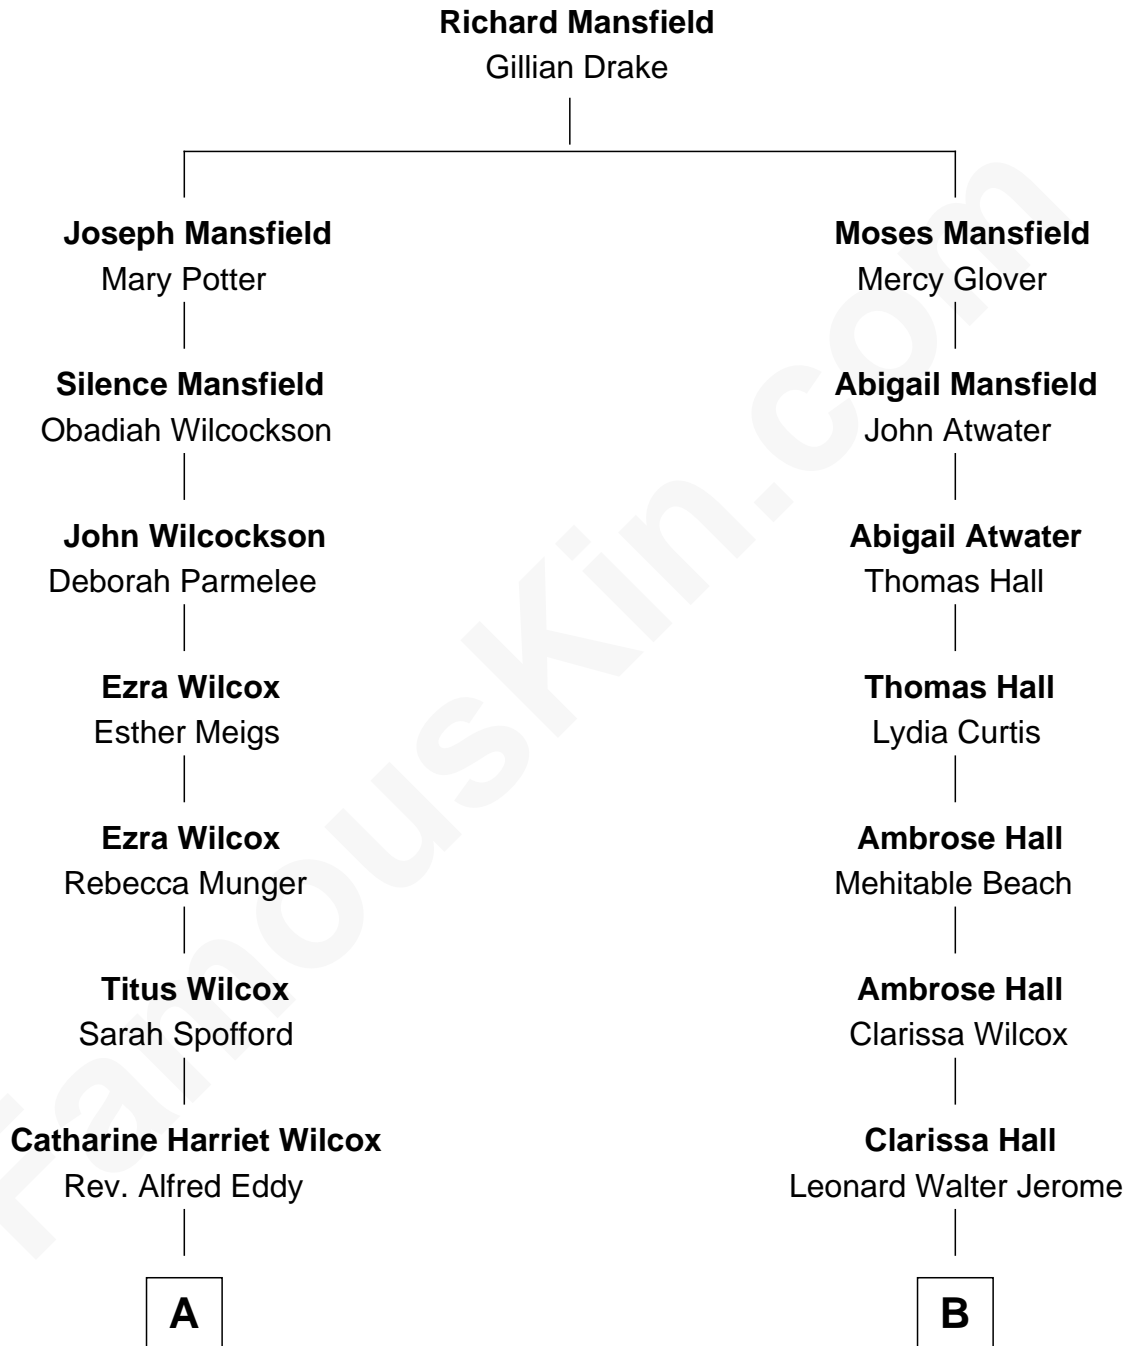 Richard Mansfield
Gillian Drake
Joseph Mansfield
Mary Potter
Moses Mansfield
Mercy Glover
Silence Mansfield
Obadiah Wilcockson
Abigail Mansfield
John Atwater
John Wilcockson
Deborah Parmelee
Abigail Atwater
Thomas Hall
Ezra Wilcox
Esther Meigs
Thomas Hall
Lydia Curtis
Ezra Wilcox
Rebecca Munger
Ambrose Hall
Mehitable Beach
Titus Wilcox
Sarah Spofford
Ambrose Hall
Clarissa Wilcox
Catharine Harriet Wilcox
Rev. Alfred Eddy
Clarissa Hall
Leonard Walter Jerome
A
B
FamousKin.com